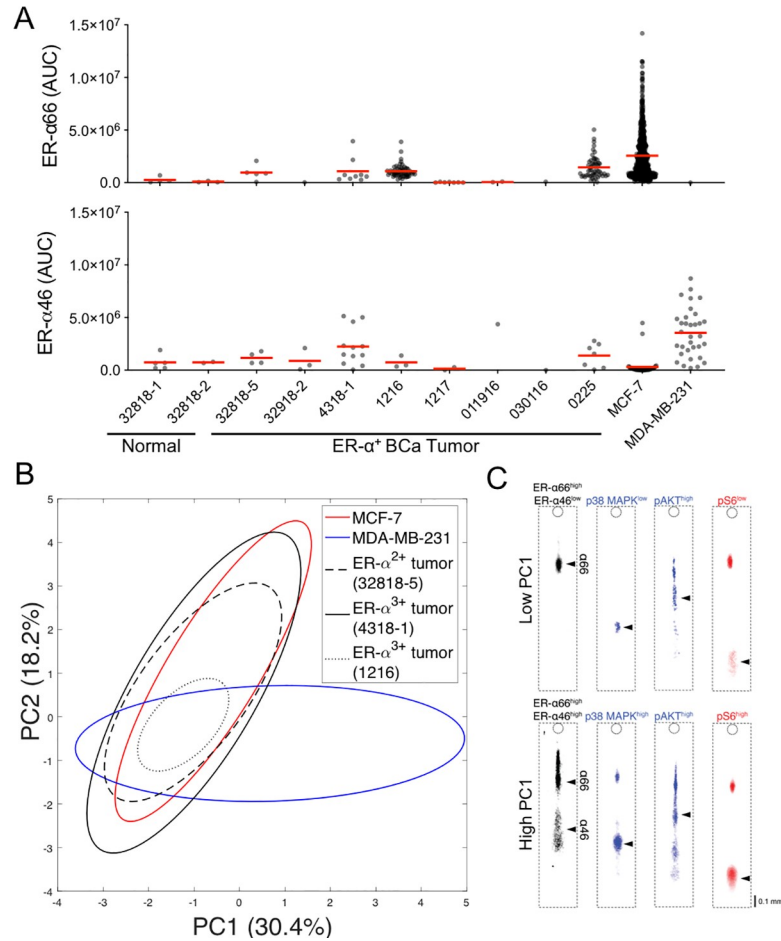 A
ER-α66 (AUC)
1.5×10⁷
1.0×10⁷
5.0×10⁶
0.0
ER-α46 (AUC)
1.5×10⁷
1.0×10⁷
5.0×10⁶
0.0
32818-1
32818-2
32818-5
32918-2
4318-1
1216
1217
011916
030116
0225
MCF-7
MDA-MB-231
Normal
ER-α⁺ BCa Tumor
B
PC2 (18.2%)
5
4
3
2
1
0
-1
-2
-3
-4
-4 -3 -2 -1 0 1 2 3 4 5
PC1 (30.4%)
MCF-7
MDA-MB-231
ER-α²⁺ tumor
(32818-5)
ER-α³⁺ tumor
(4318-1)
ER-α³⁺ tumor
(1216)
C
ER-α66ʰⁱᵍʰ
ER-α46ˡᵒʷ p38 MAPKˡᵒʷ pAKTʰⁱᵍʰ pS6ˡᵒʷ
Low PC1
α66
ER-α66ʰⁱᵍʰ
ER-α46ʰⁱᵍʰ p38 MAPKʰⁱᵍʰ pAKTʰⁱᵍʰ pS6ʰⁱᵍʰ
High PC1
α66
α46
0.1 mm